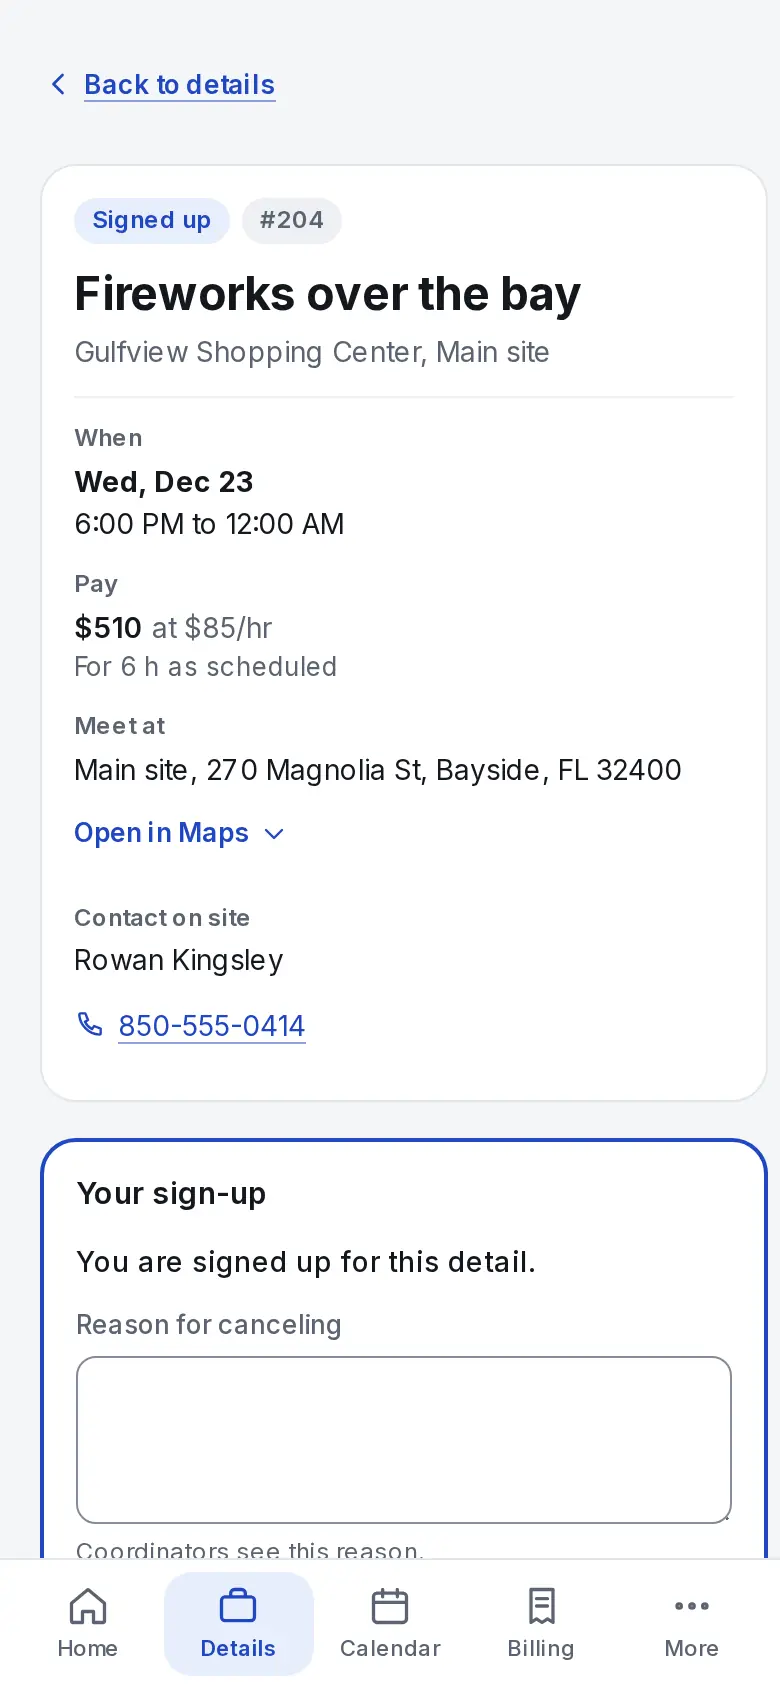 Back to details
Signed up #204
Fireworks over the bay
Gulfview Shopping Center, Main site
When
Wed, Dec 23
6:00 PM to 12:00 AM
Pay
$510 at $85/hr
For 6 h as scheduled
Meet at
Main site, 270 Magnolia St, Bayside, FL 32400
Open in Maps
Contact on site
Rowan Kingsley
850-555-0414
Your sign-up
You are signed up for this detail.
Reason for canceling
Coordinators see this reason.
Home Details Calendar Billing More